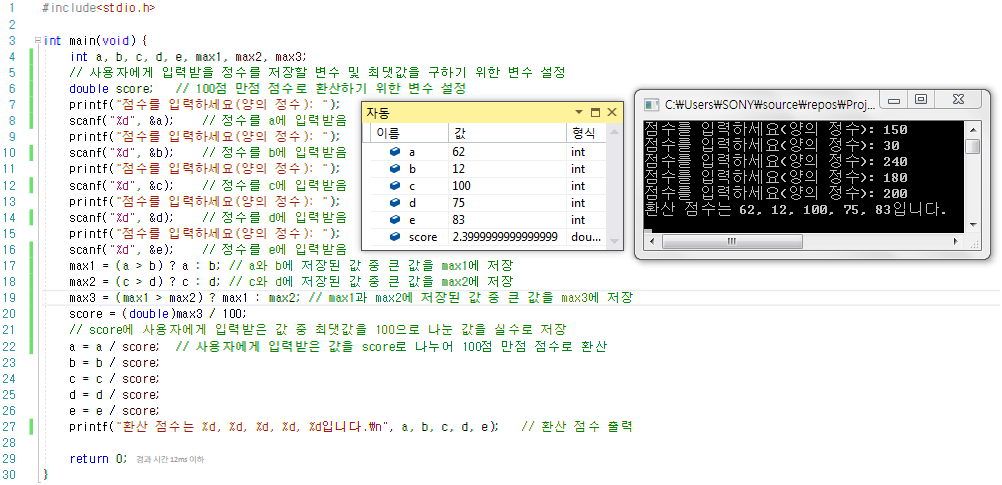 1 #include<stdio.h>
2
3 int main(void) {
4 int a, b, c, d, e, max1, max2, max3;
5 // 사용자에게 입력받을 정수를 저장할 변수 및 최댓값을 구하기 위한 변수 설정
6 double score; // 100점 만점 점수로 환산하기 위한 변수 설정
7 printf("점수를 입력하세요(양의 정수): ");
8 scanf("%d", &a); // 정수를 a에 입력받음
9 printf("점수를 입력하세요(양의 정수): ");
10 scanf("%d", &b); // 정수를 b에 입력받음
11 printf("점수를 입력하세요(양의 정수): ");
12 scanf("%d", &c); // 정수를 c에 입력받음
13 printf("점수를 입력하세요(양의 정수): ");
14 scanf("%d", &d); // 정수를 d에 입력받음
15 printf("점수를 입력하세요(양의 정수): ");
16 scanf("%d", &e); // 정수를 e에 입력받음
17 max1 = (a > b) ? a : b; // a와 b에 저장된 값 중 큰 값을 max1에 저장
18 max2 = (c > d) ? c : d; // c와 d에 저장된 값 중 큰 값을 max2에 저장
19 max3 = (max1 > max2) ? max1 : max2; // max1과 max2에 저장된 값 중 큰 값을 max3에 저장
20 score = (double)max3 / 100;
21 // score에 사용자에게 입력받은 값 중 최댓값을 100으로 나눈 값을 실수로 저장
22 a = a / score; // 사용자에게 입력받은 값을 score로 나누어 100점 만점 점수로 환산
23 b = b / score;
24 c = c / score;
25 d = d / score;
26 e = e / score;
27 printf("환산 점수는 %d, %d, %d, %d, %d입니다.₩n", a, b, c, d, e); // 환산 점수 출력
28
29 return 0; 경과 시간 12ms 이하
30 }
자동
이름 값 형식
a 62 int
b 12 int
c 100 int
d 75 int
e 83 int
score 2.3999999999999999 dou...
C:₩Users₩SONY₩source₩repos₩Proj...
점수를 입력하세요(양의 정수): 150
점수를 입력하세요(양의 정수): 30
점수를 입력하세요(양의 정수): 240
점수를 입력하세요(양의 정수): 180
점수를 입력하세요(양의 정수): 200
환산 점수는 62, 12, 100, 75, 83입니다.